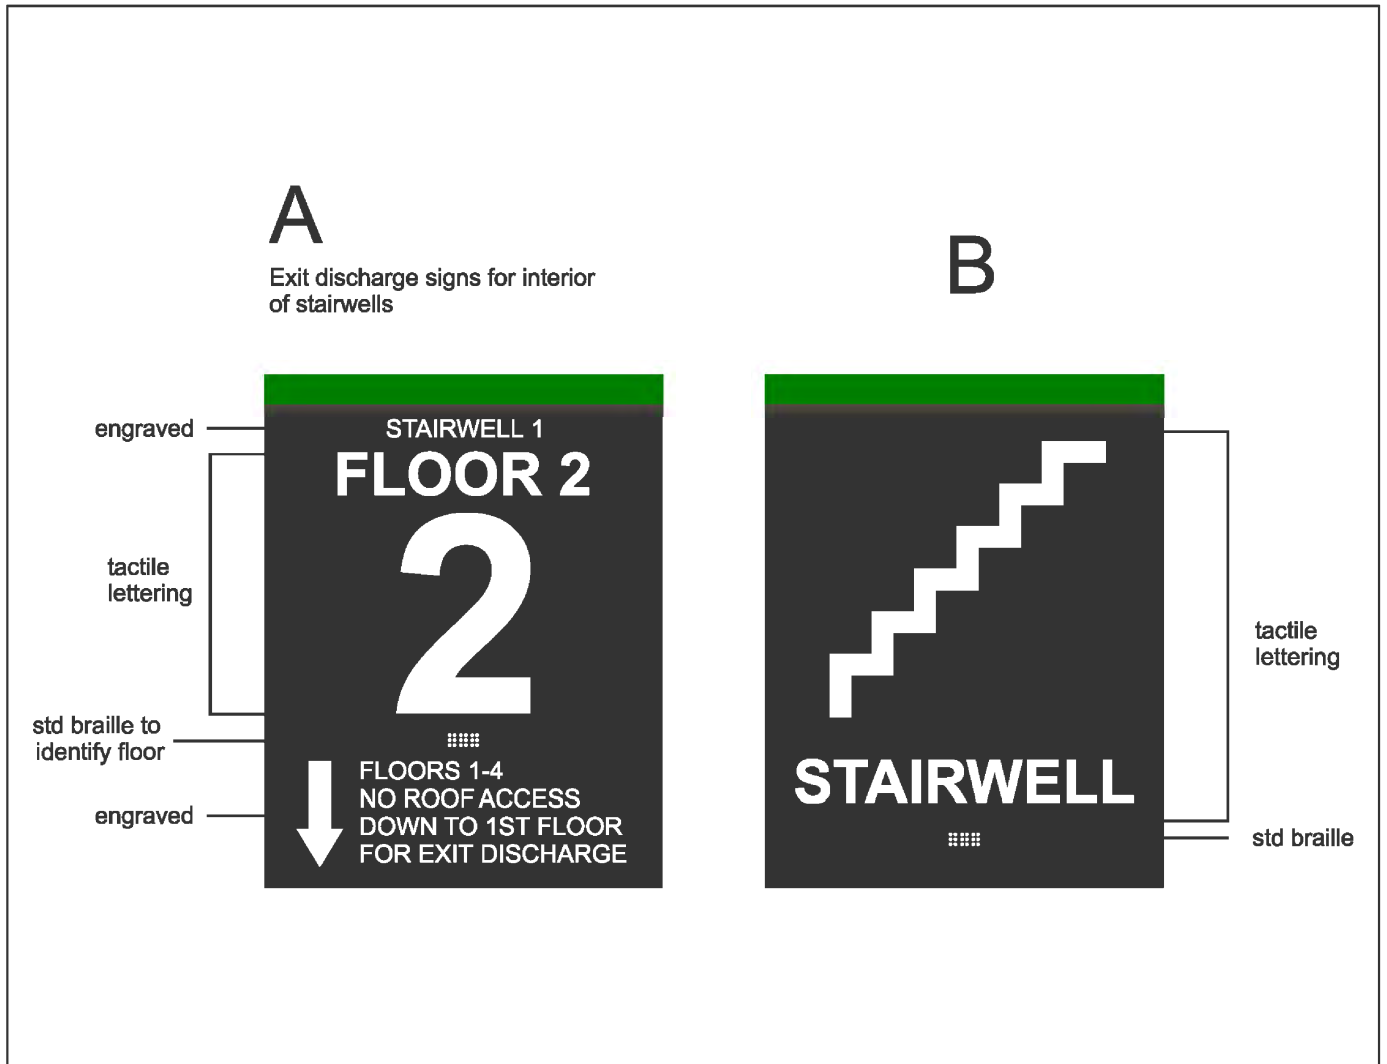 A
Exit discharge signs for interior
of stairwells
B
engraved
STAIRWELL 1
FLOOR 2
2
tactile
lettering
std braille to
identify floor
engraved
FLOORS 1-4
NO ROOF ACCESS
DOWN TO 1ST FLOOR
FOR EXIT DISCHARGE
STAIRWELL
tactile
lettering
std braille